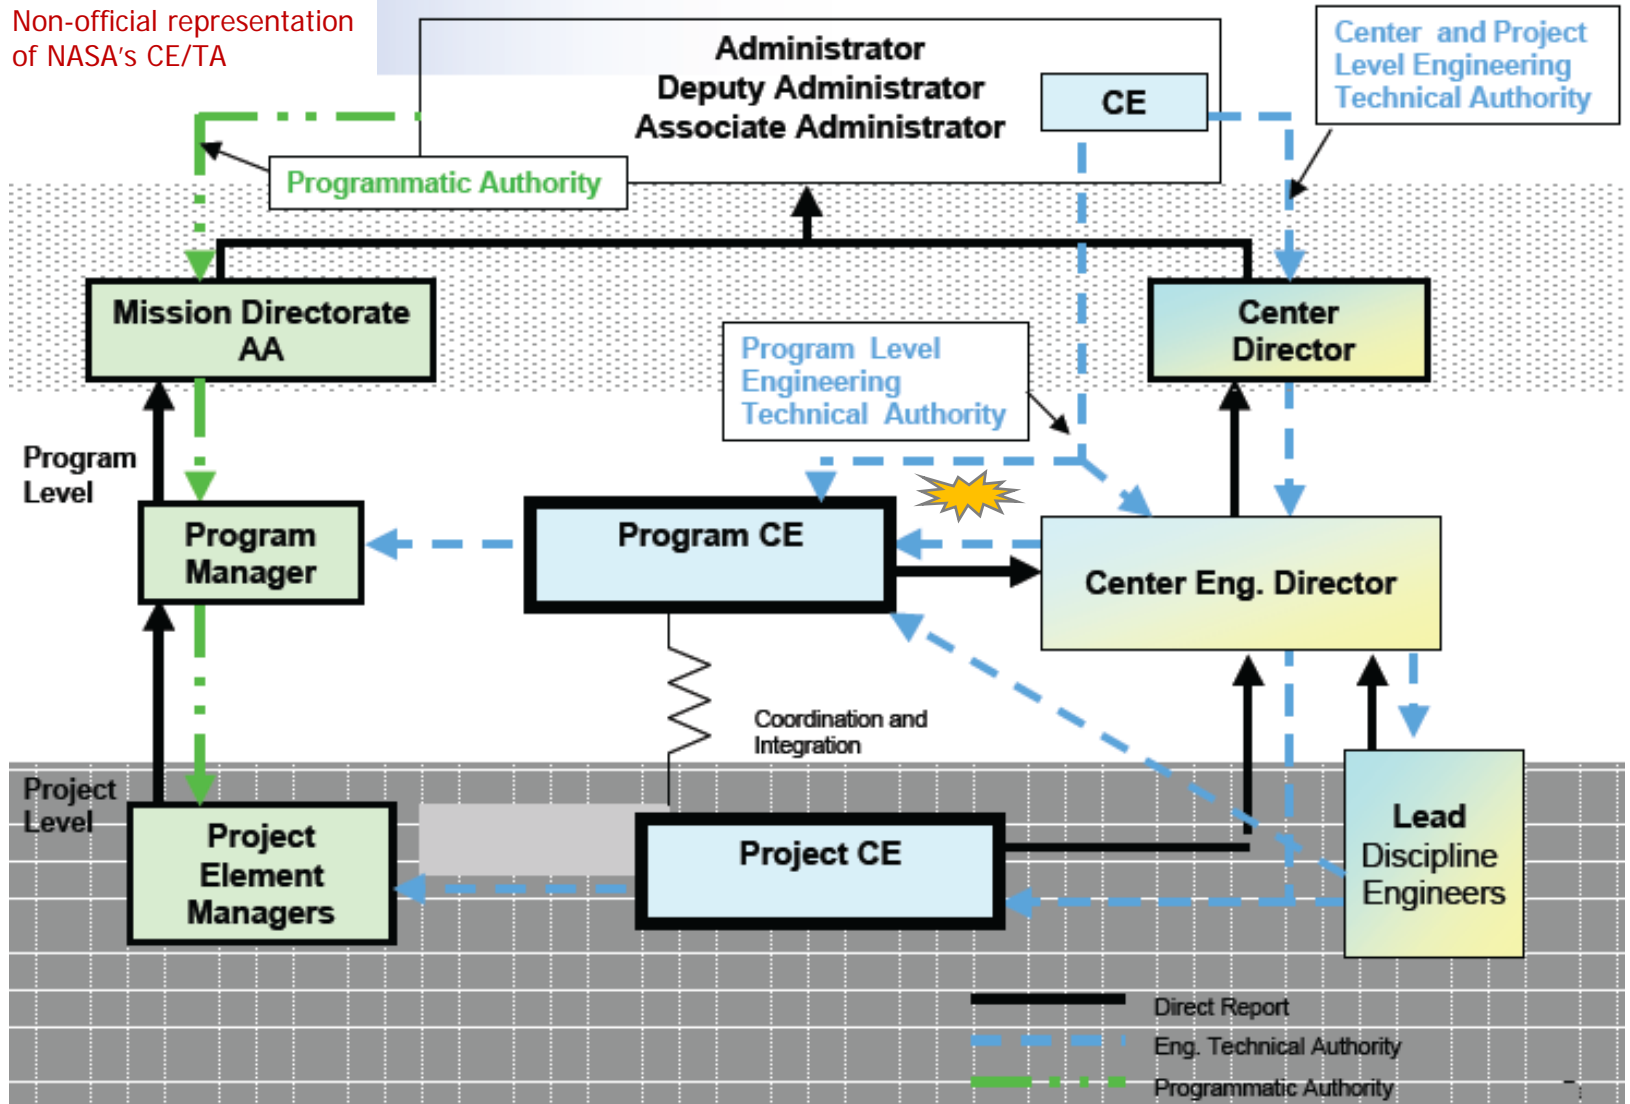 Non-official representation
of NASA's CE/TA
Administrator
Deputy Administrator
Associate Administrator
CE
Center and Project
Level Engineering
Technical Authority
Programmatic Authority
Mission Directorate
AA
Center
Director
Program Level
Engineering
Technical Authority
Program
Level
Program
Manager
Program CE
Center Eng. Director
Coordination and
Integration
Project
Level
Project
Element
Managers
Project CE
Lead
Discipline
Engineers
Direct Report
Eng. Technical Authority
Programmatic Authority